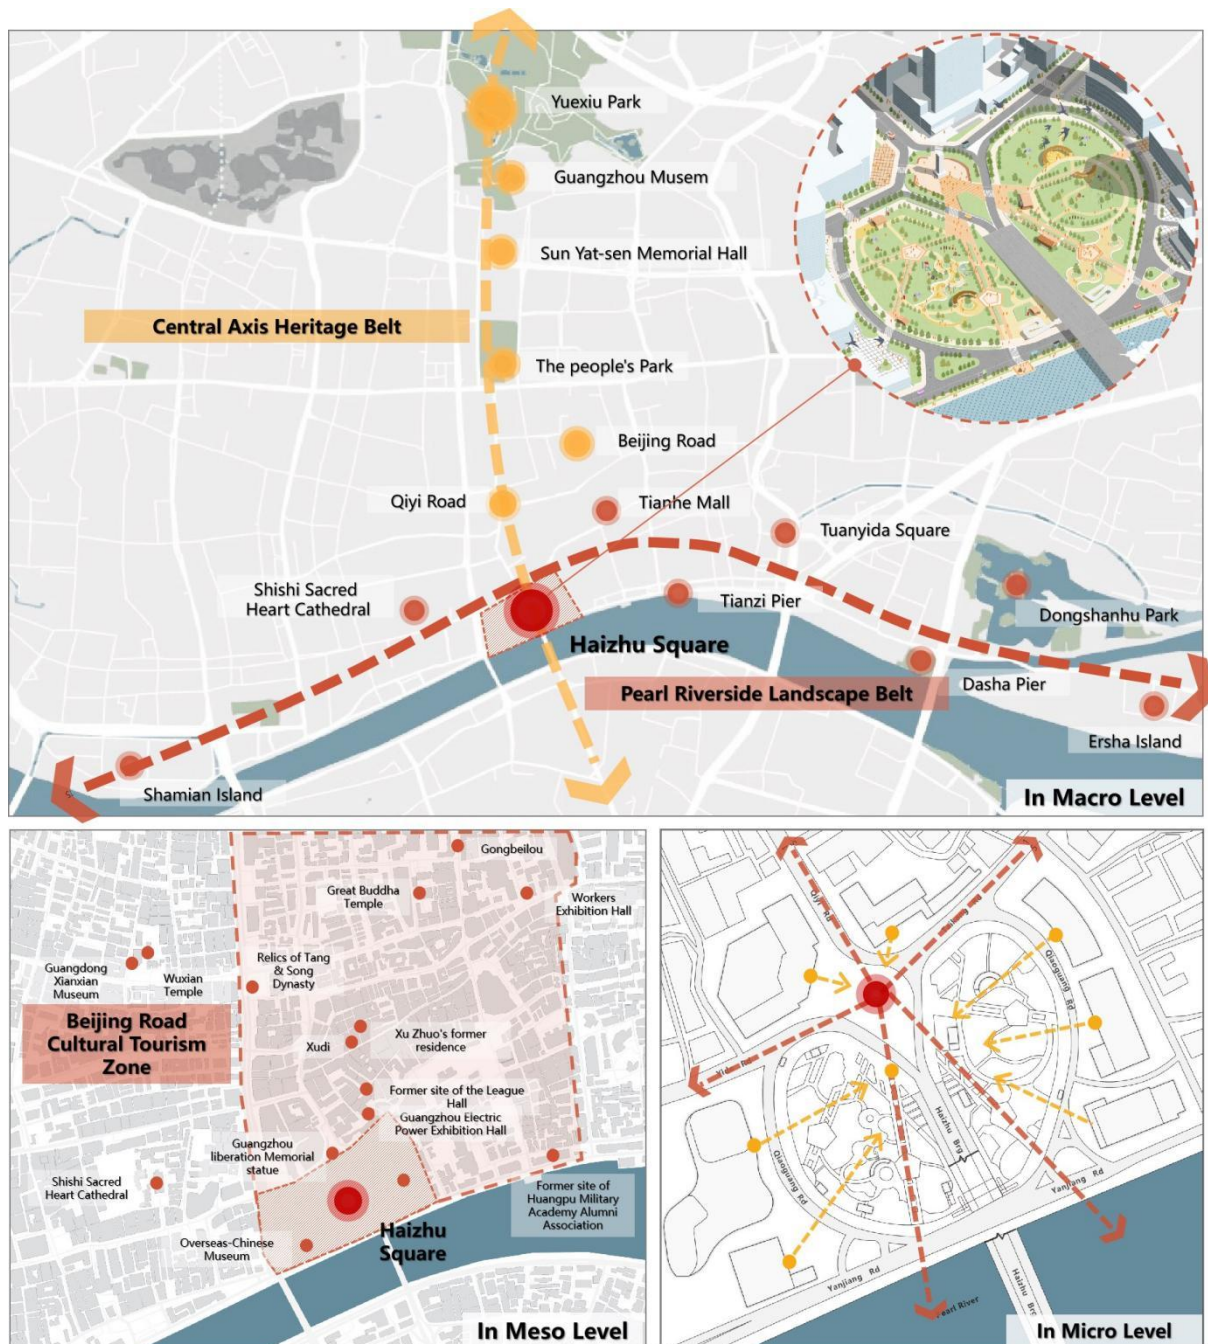 Yuexiu Park
Guangzhou Musem
Sun Yat-sen Memorial Hall
Central Axis Heritage Belt
The people's Park
Beijing Road
Qiyi Road
Tianhe Mall
Tuanyida Square
Shishi Sacred
Heart Cathedral
Tianzi Pier
Dongshanhu Park
Haizhu Square
Pearl Riverside Landscape Belt
Dasha Pier
Ersha Island
Shamian Island
In Macro Level
Gongbeilou
Great Buddha
Temple
Workers
Exhibition Hall
Guangdong
Xianxian
Museum
Wuxian
Temple
Relics of Tang
& Song
Dynasty
Beijing Road
Cultural Tourism
Zone
Xudi
Xu Zhuo's former
residence
Former site of the League
Hall
Guangzhou Electric
Power Exhibition Hall
Guangzhou
liberation Memorial
statue
Shishi Sacred
Heart Cathedral
Former site of
Huangpu Military
Academy Alumni
Association
Overseas-Chinese
Museum
Haizhu
Square
In Meso Level
Qiyi Rd
Qiaoguang Rd
Haizhu Brg
Qiaoguang Rd
Yanjiang Rd
Yanjiang Rd
Haizhu Brg
Pearl River
In Micro Level